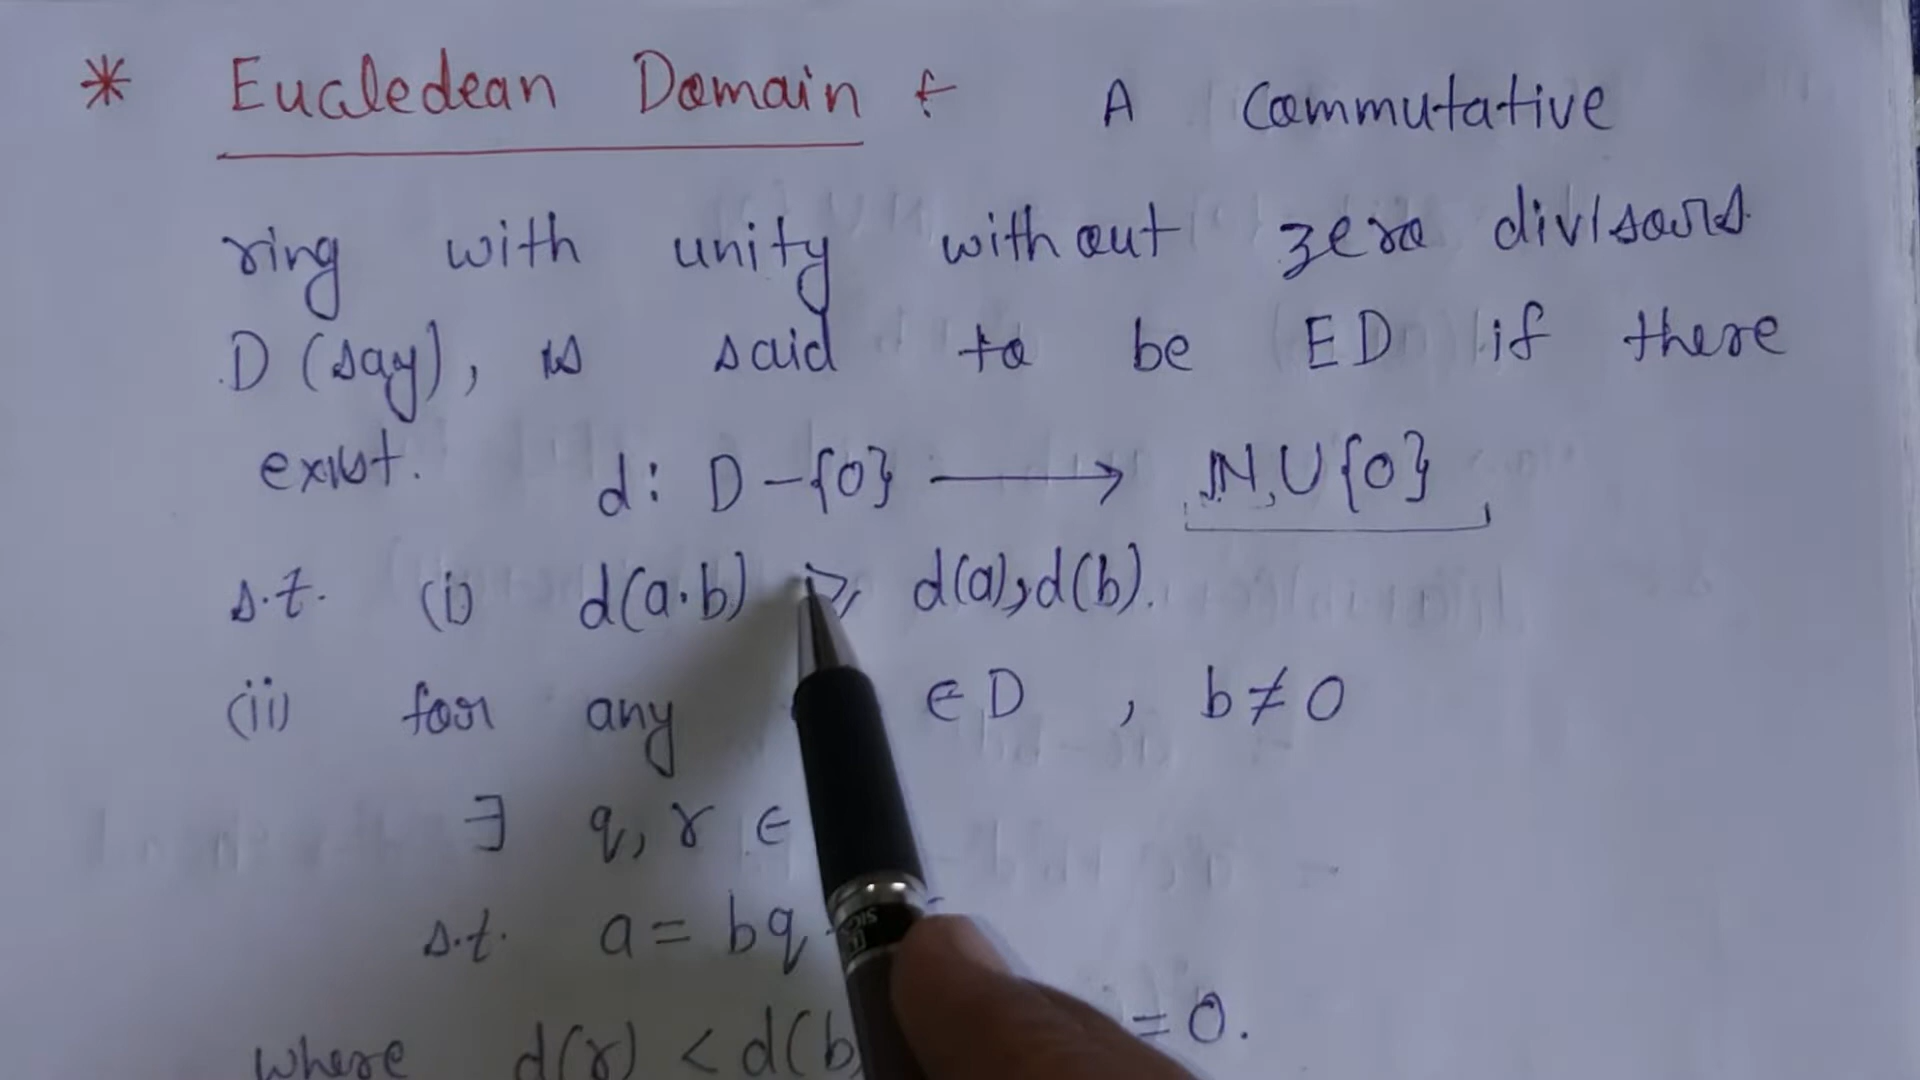 * Eucledean Domain :- A Commutative
ring with unity without zero divisours.
D (say), is said to be ED if there
exist. d: D - {0} ⟶ N U {0}
s.t. (i) d(a.b) ≥ d(a), d(b).
(ii) for any ∈ D , b ≠ 0
∃ q, r ∈
s.t. a = bq
where d(r) < d(b = 0.